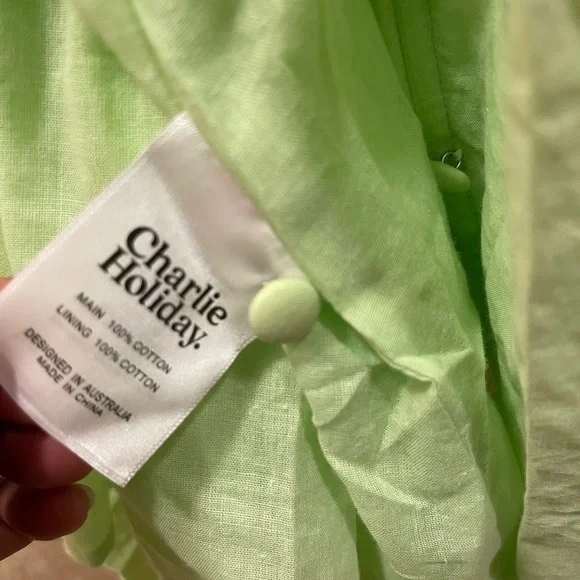 Charlie
Holiday.
MAIN 100% COTTON
LINING 100% COTTON
DESIGNED IN AUSTRALIA
MADE IN CHINA